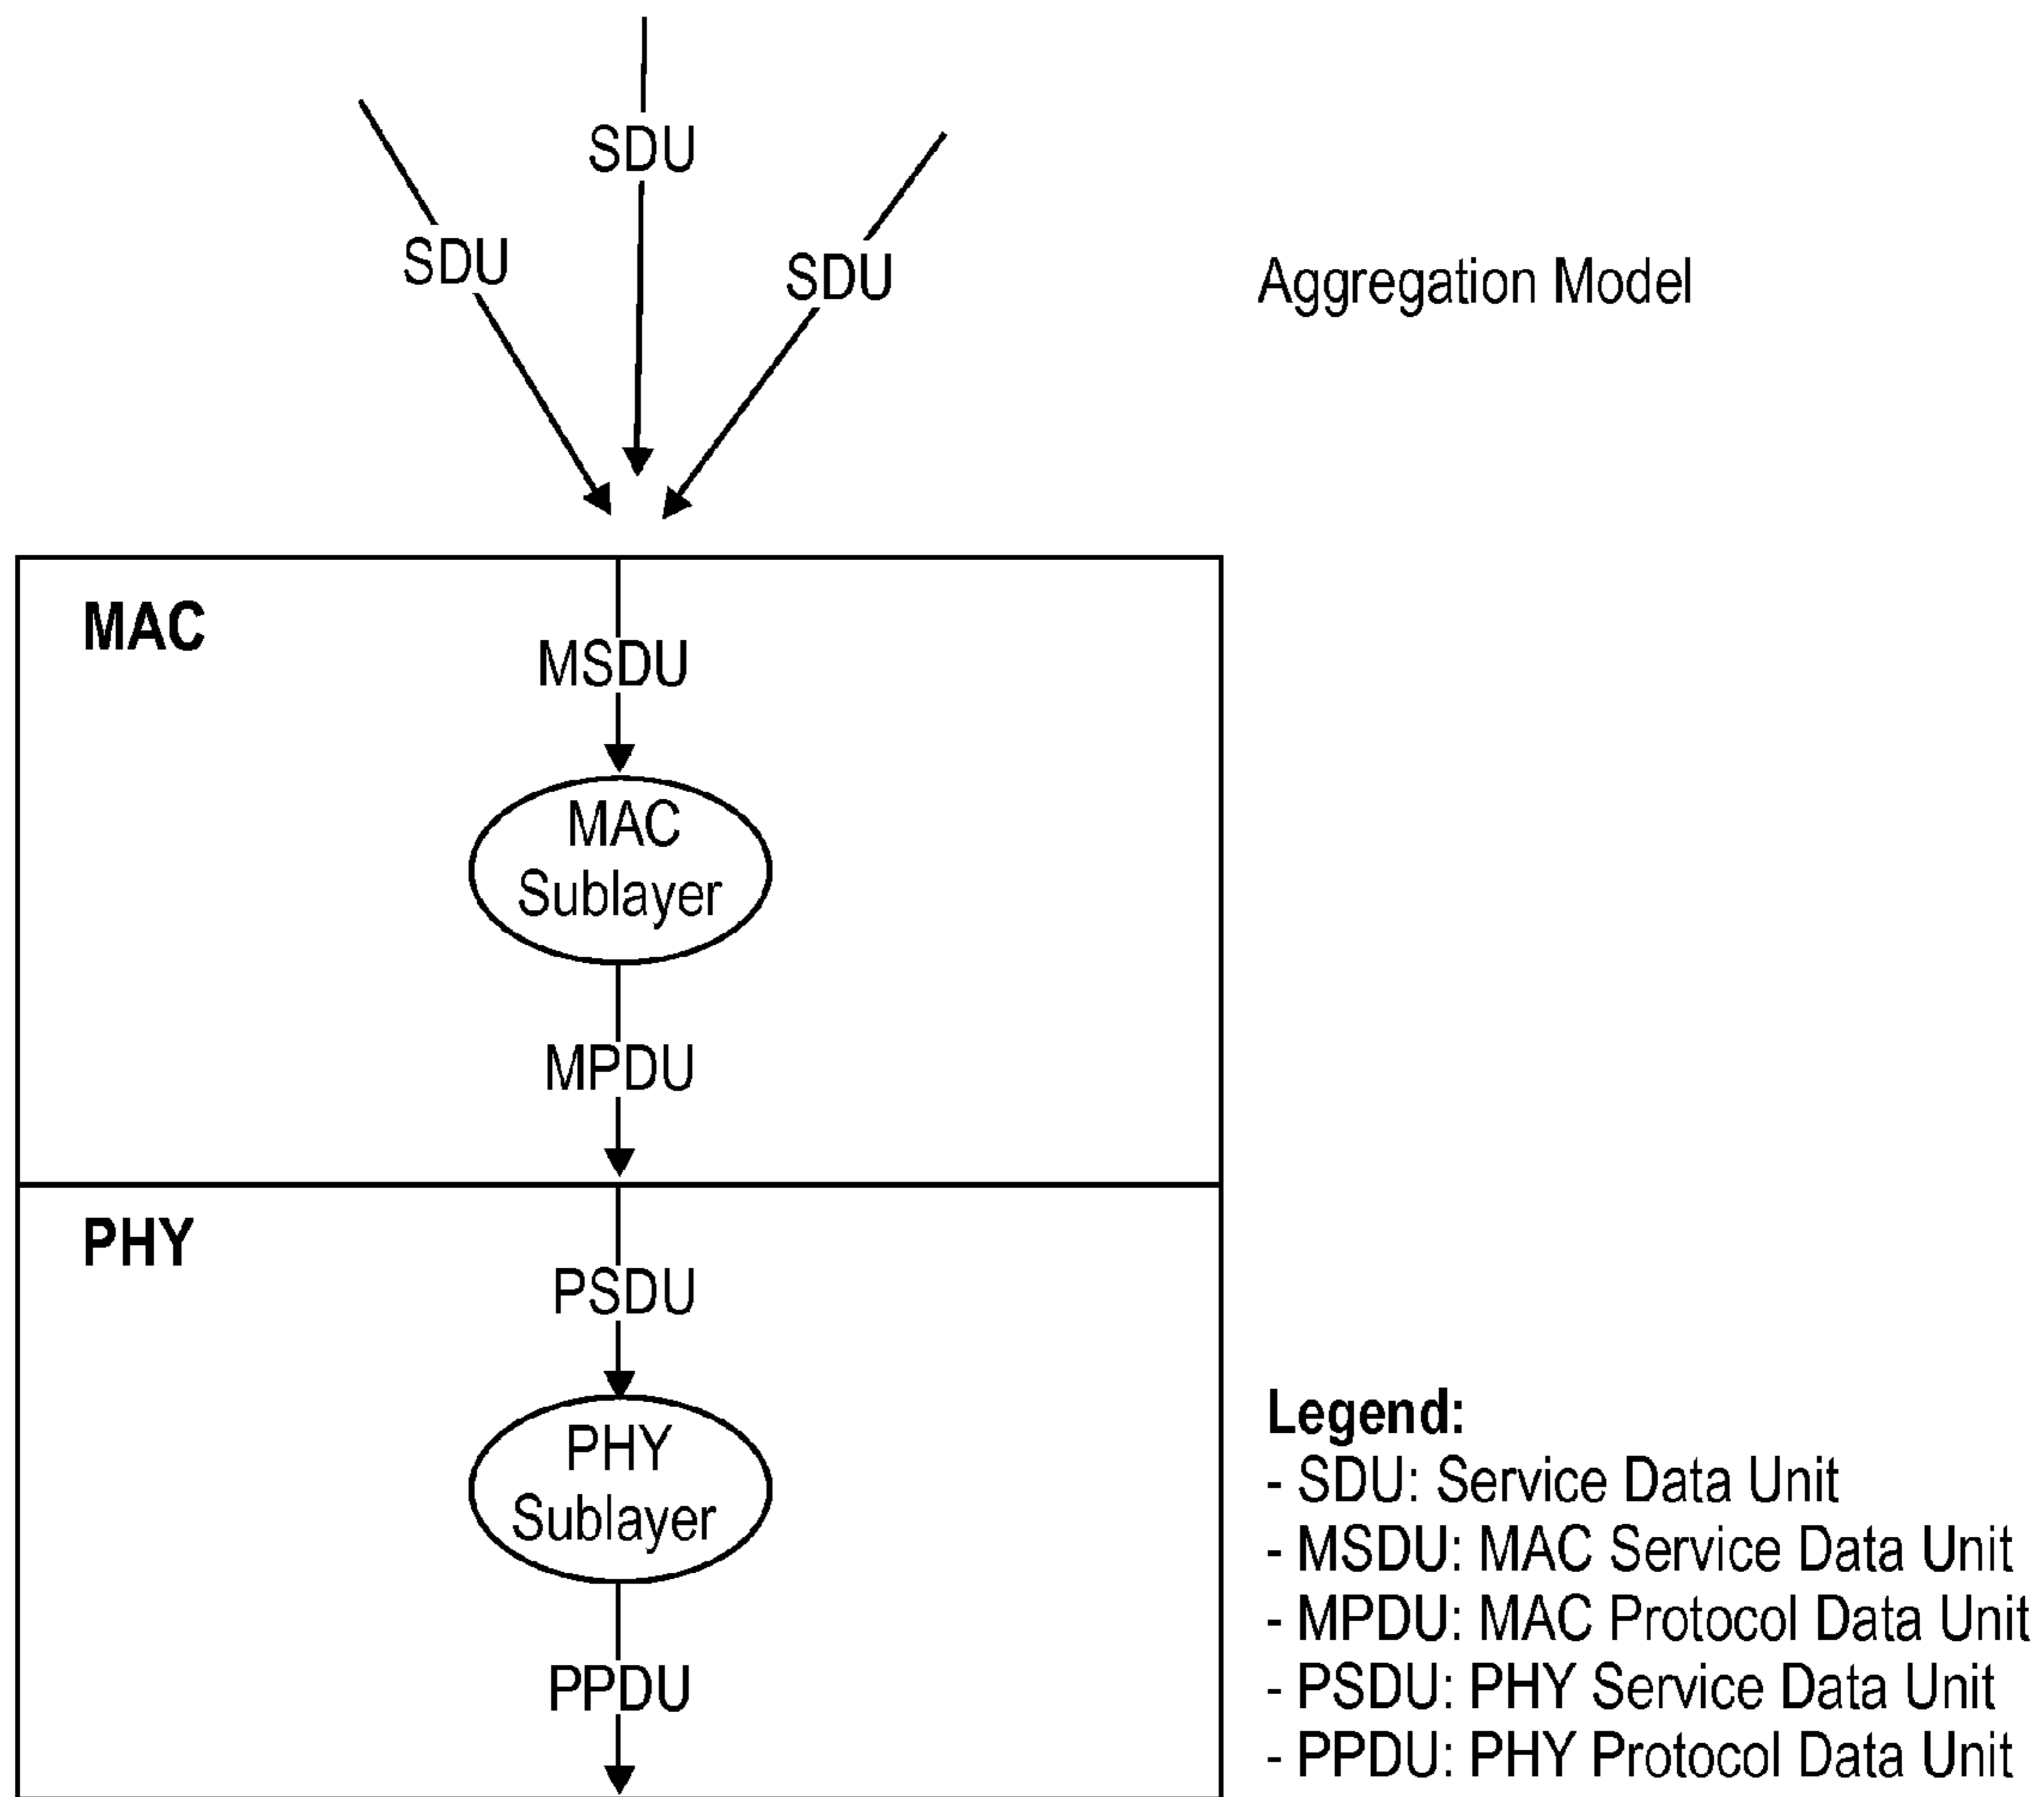 SDU
SDU
SDU
Aggregation Model
MAC
MSDU
MAC
Sublayer
MPDU
PHY
PSDU
PHY
Sublayer
PPDU
Legend:
- SDU: Service Data Unit
- MSDU: MAC Service Data Unit
- MPDU: MAC Protocol Data Unit
- PSDU: PHY Service Data Unit
- PPDU: PHY Protocol Data Unit